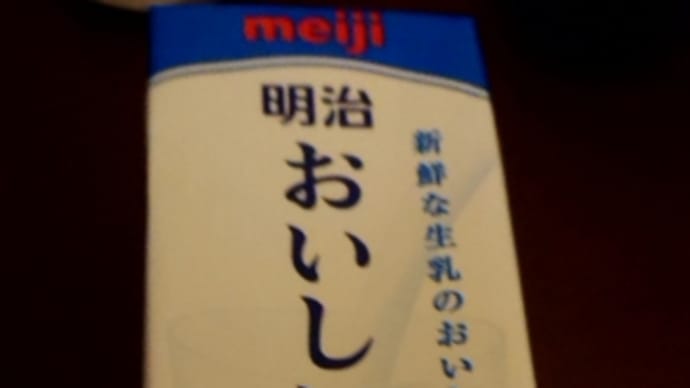 meiji
明治
おいし
新鮮な生乳のおい